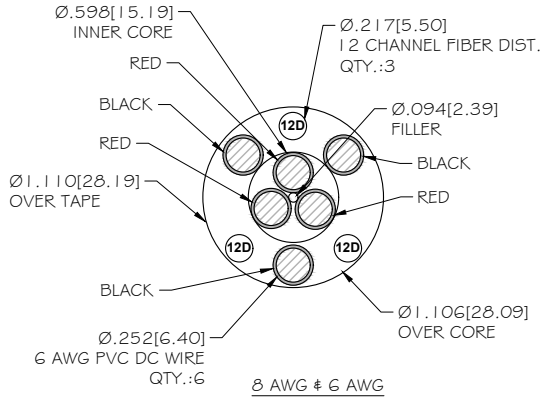 Ø.598[15.19]
INNER CORE
Ø.217[5.50]
12 CHANNEL FIBER DIST.
QTY.:3
RED
BLACK
Ø.094[2.39]
FILLER
12D
RED
BLACK
Ø1.110[28.19]
OVER TAPE
RED
12D
12D
BLACK
Ø1.106[28.09]
OVER CORE
Ø.252[6.40]
6 AWG PVC DC WIRE
QTY.:6
8 AWG & 6 AWG